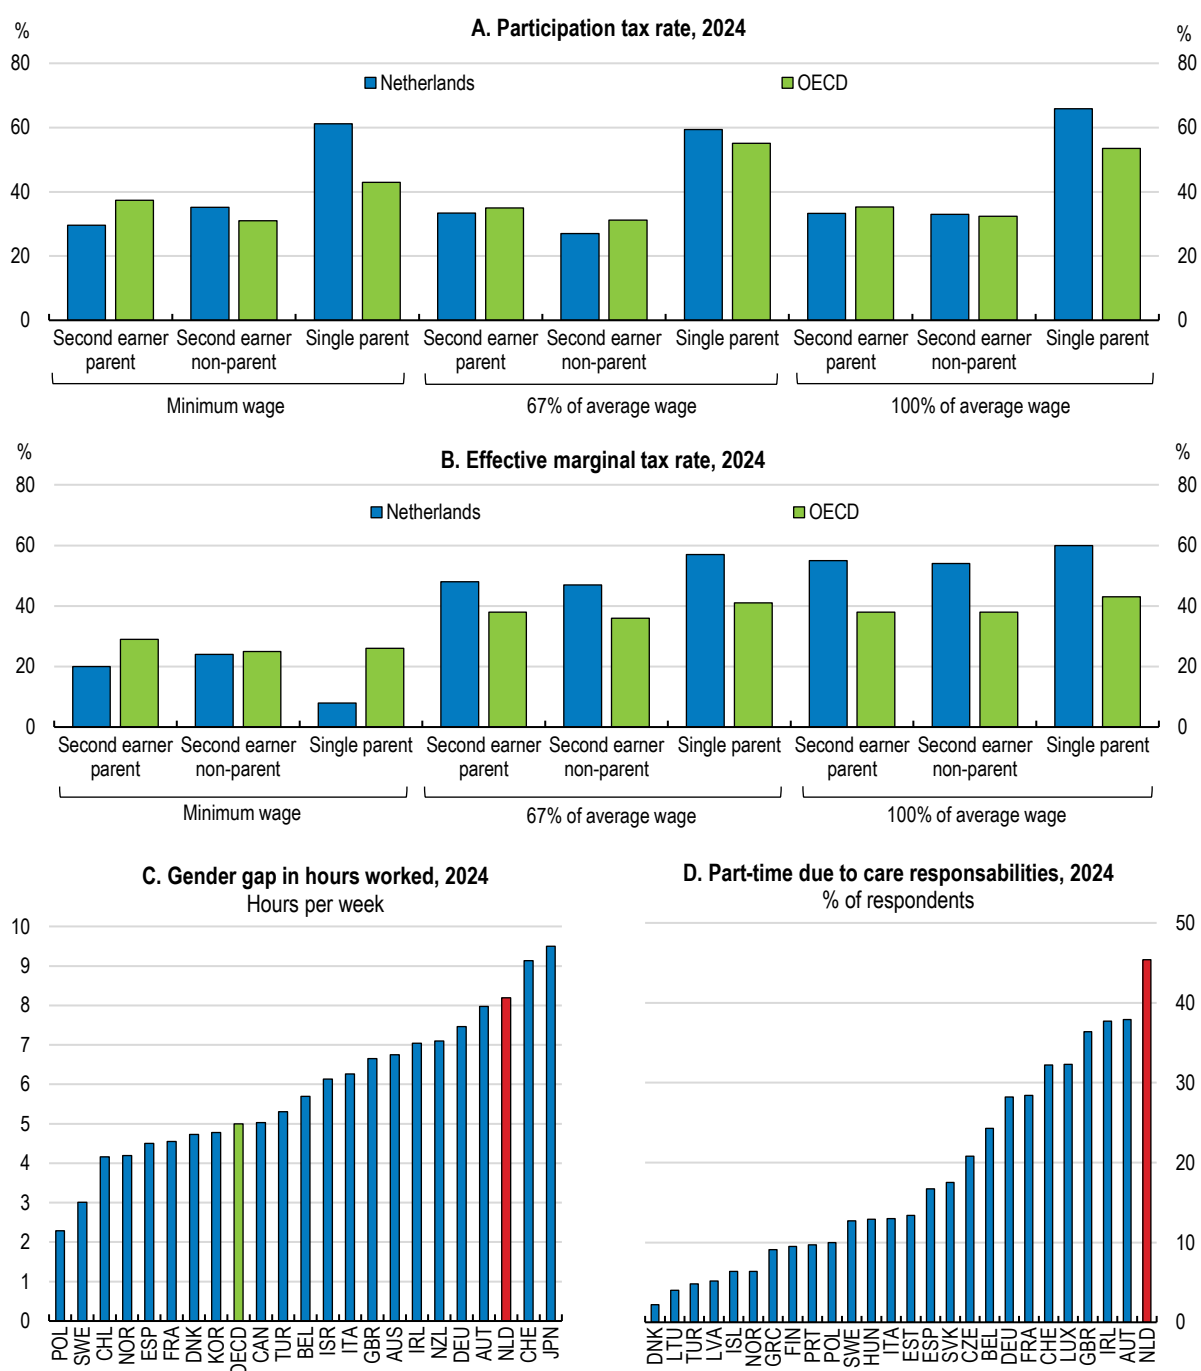 A. Participation tax rate, 2024
% %
Netherlands OECD
80 80
60 60
40 40
20 20
0 0
Second earner parent Second earner non-parent Single parent Second earner parent Second earner non-parent Single parent Second earner parent Second earner non-parent Single parent
Minimum wage 67% of average wage 100% of average wage
B. Effective marginal tax rate, 2024
% %
Netherlands OECD
80 80
60 60
40 40
20 20
0 0
Second earner parent Second earner non-parent Single parent Second earner parent Second earner non-parent Single parent Second earner parent Second earner non-parent Single parent
Minimum wage 67% of average wage 100% of average wage
C. Gender gap in hours worked, 2024
Hours per week
10
9
8
7
6
5
4
3
2
1
0
POL SWE CHL NOR ESP FRA DNK KOR OECD CAN TUR BEL ISR ITA GBR AUS IRL NZL DEU AUT NLD CHE JPN
D. Part-time due to care responsabilities, 2024
% of respondents
50
40
30
20
10
0
DNK LTU TUR LVA ISL NOR GRC FIN PRT POL SWE HUN ITA EST ESP SVK CZE BEL DEU FRA CHE LUX GBR IRL AUT NLD